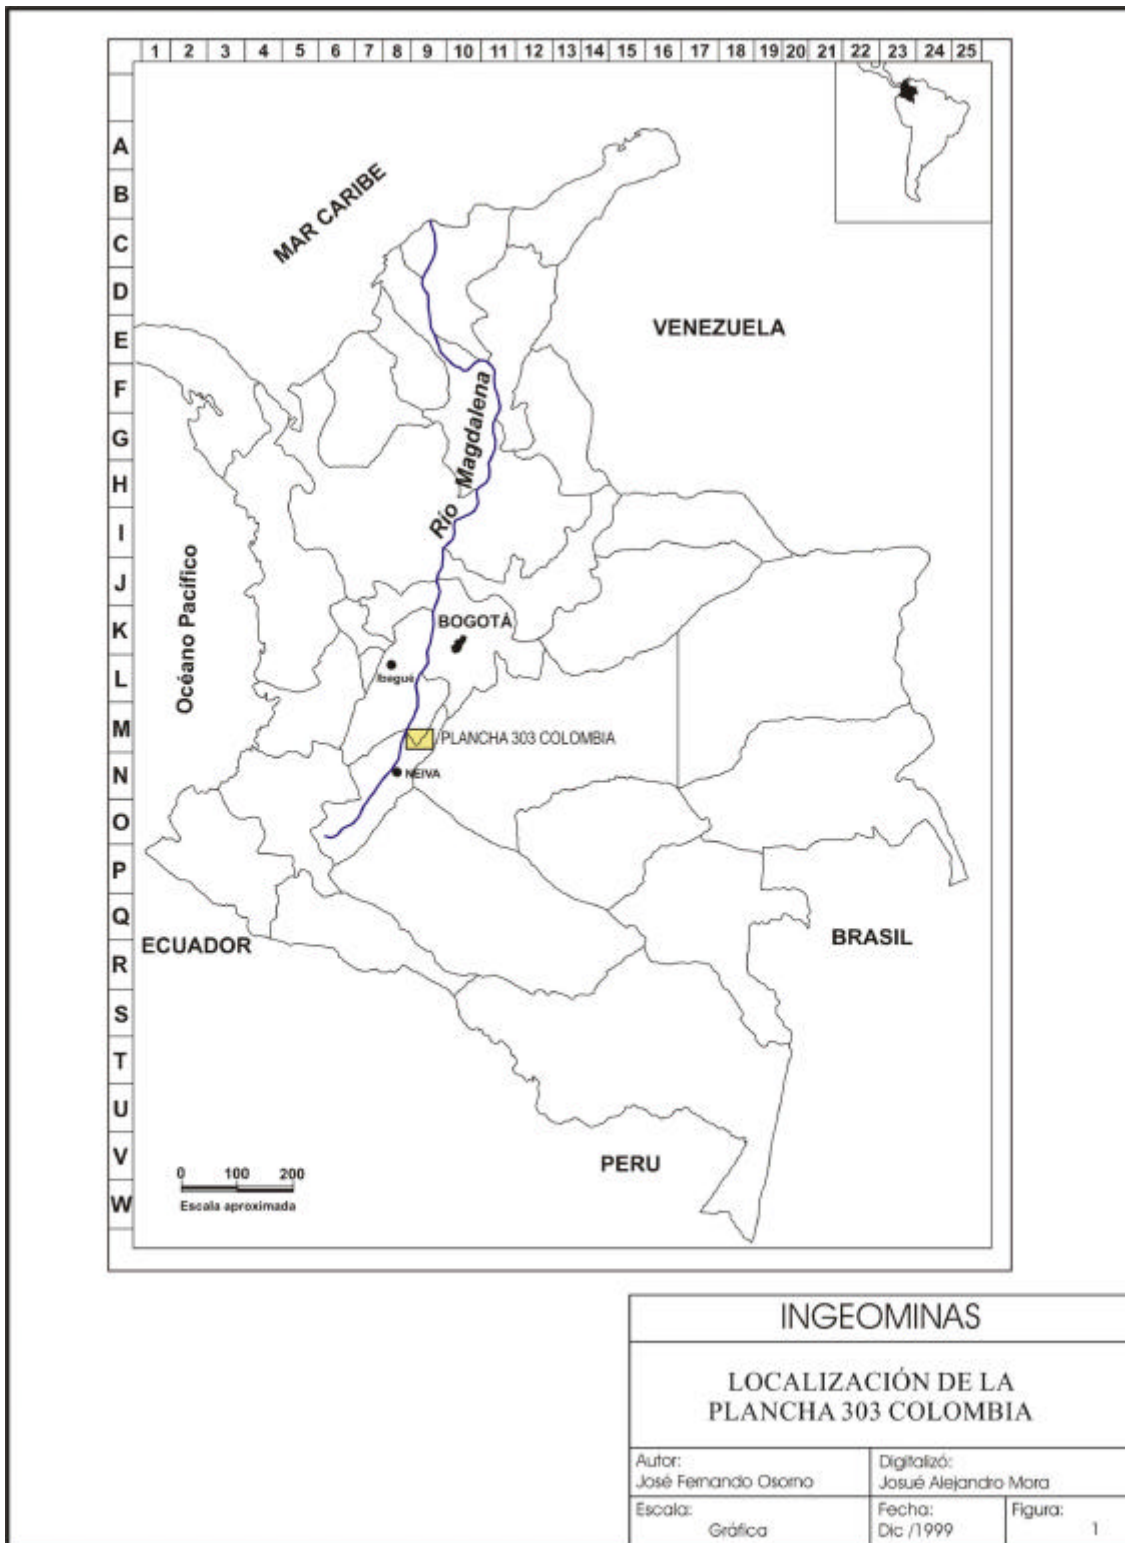 1 2 3 4 5 6 7 8 9 10 11 12 13 14 15 16 17 18 19 20 21 22 23 24 25
A
B
C
D
E
F
G
H
I
J
K
L
M
N
O
P
Q
R
S
T
U
V
W
MAR CARIBE
VENEZUELA
Río Magdalena
Océano Pacífico
BOGOTÁ
Ibagué
PLANCHA 303 COLOMBIA
NEIVA
ECUADOR
BRASIL
PERU
0 100 200
Escala aproximada
INGEOMINAS
LOCALIZACIÓN DE LA
PLANCHA 303 COLOMBIA
Autor:
José Fernando Osorno
Digitalizó:
Josué Alejandro Mora
Escala:
Gráfica
Fecha:
Dic /1999
Figura:
1